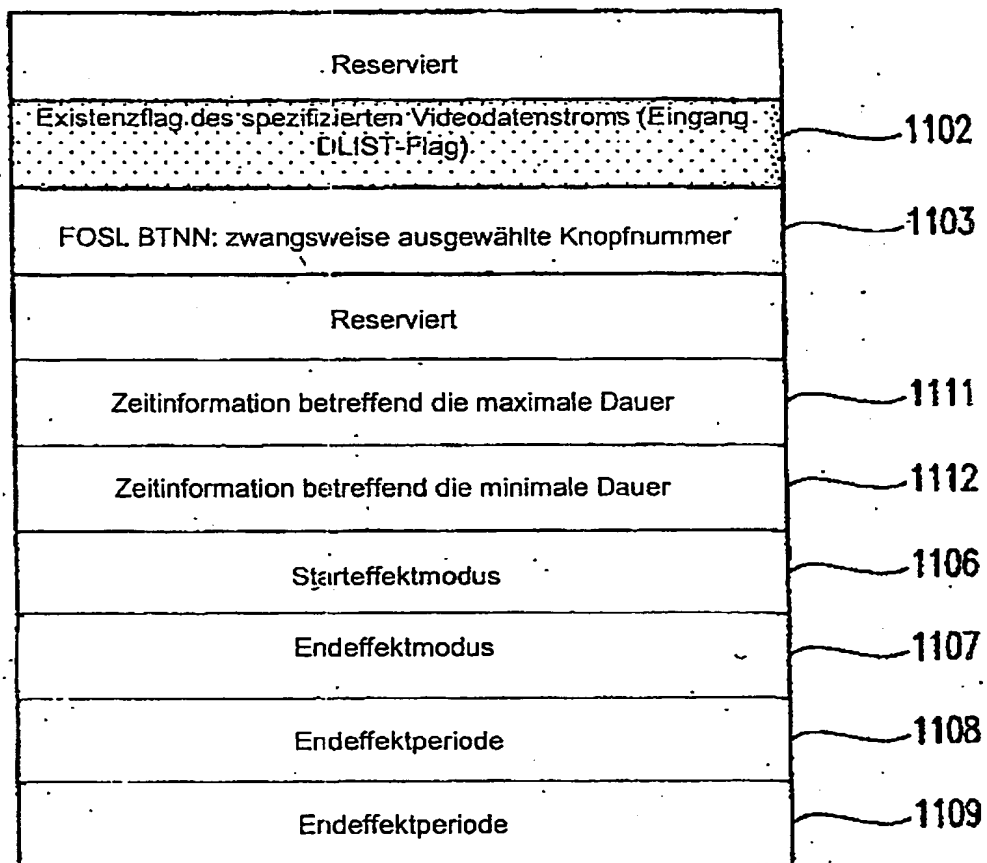 Reserviert
Existenzflag des spezifizierten Videodatenstroms (Eingang
DLIST-Flag)
1102
FOSL BTNN: zwangsweise ausgewählte Knopfnummer
1103
Reserviert
Zeitinformation betreffend die maximale Dauer
1111
Zeitinformation betreffend die minimale Dauer
1112
Starteffektmodus
1106
Endeffektmodus
1107
Endeffektperiode
1108
Endeffektperiode
1109